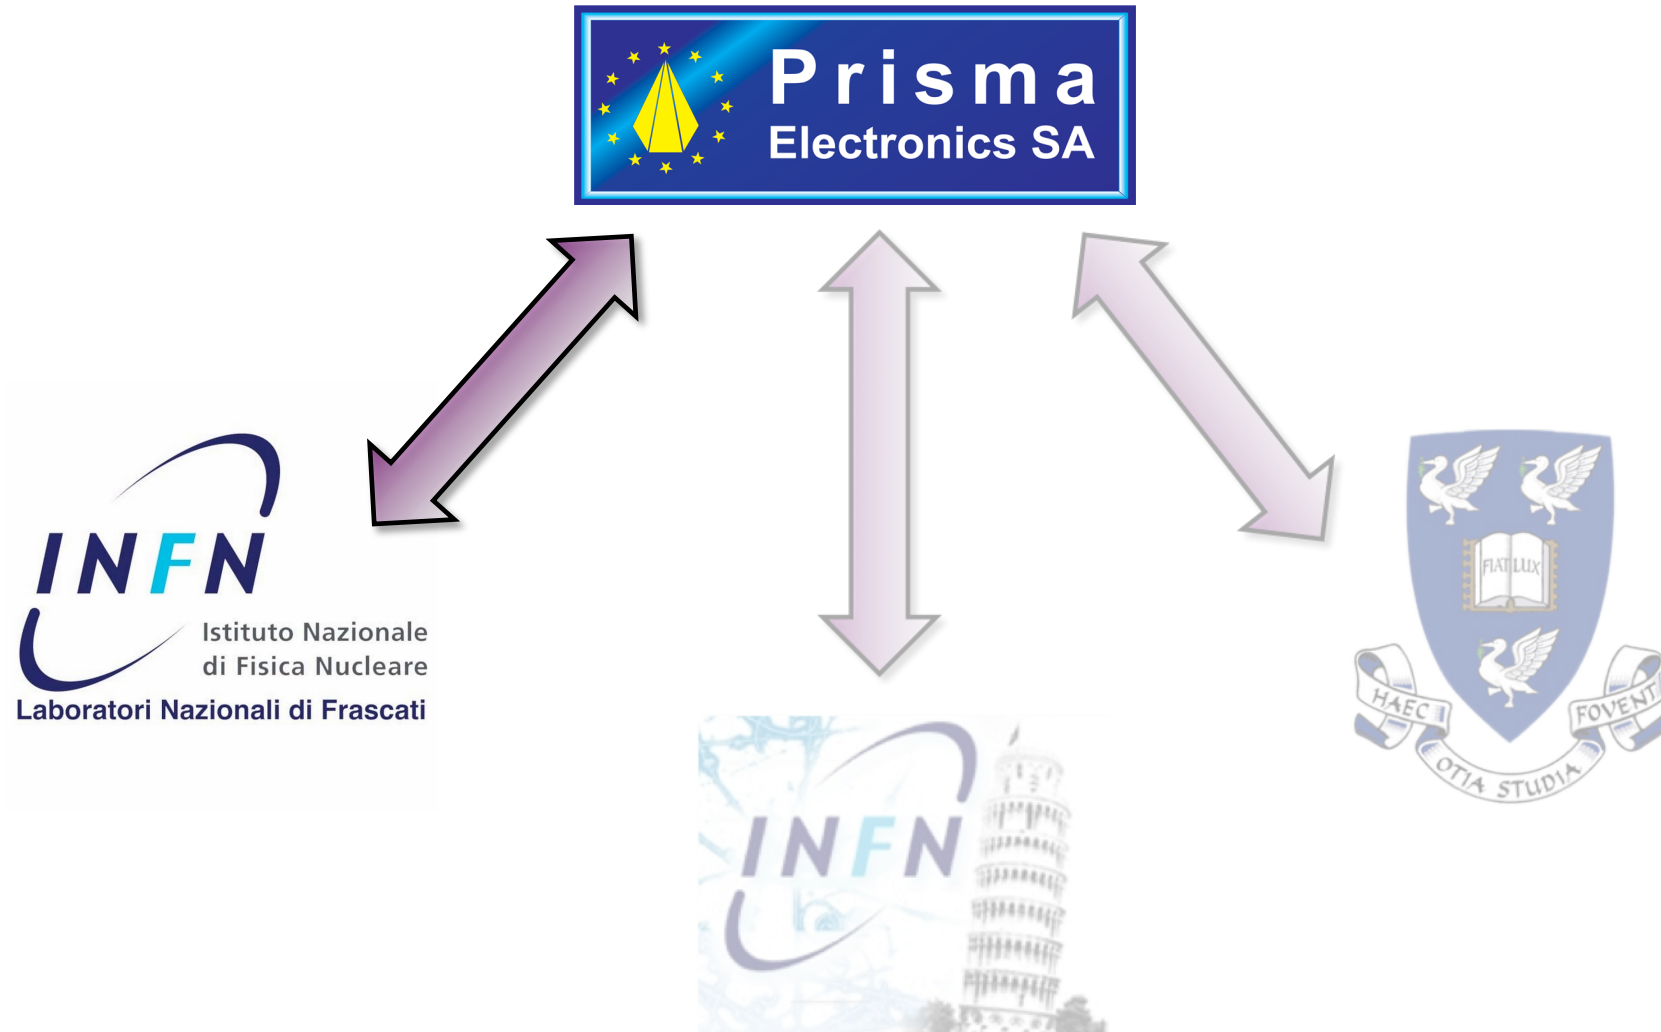 Prisma
Electronics SA
INFN
Istituto Nazionale
di Fisica Nucleare
Laboratori Nazionali di Frascati
INFN
FIAT LUX
HAEC
OTIA STUDIA
FOVENT